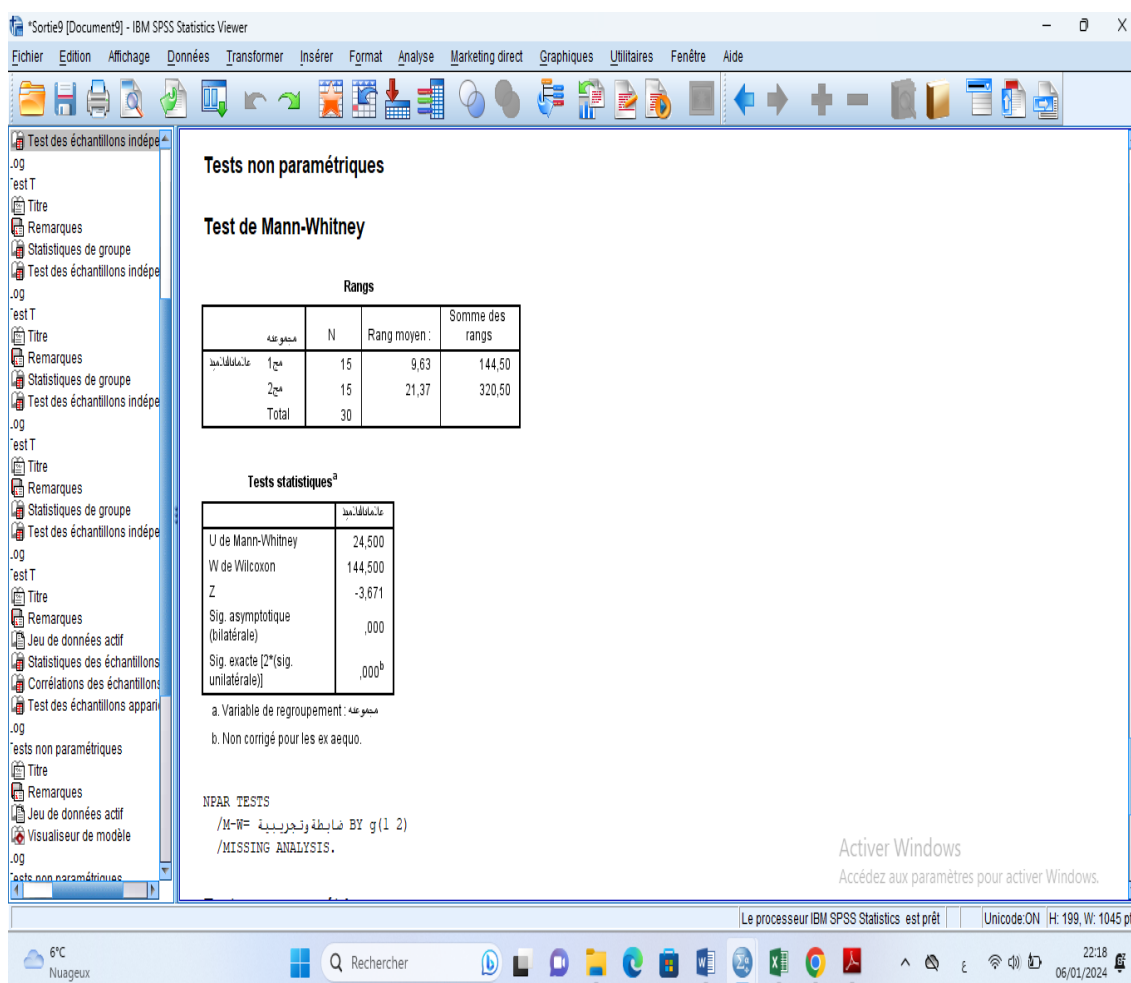 *Sortie9 [Document9] - IBM SPSS Statistics Viewer
Fichier Edition Affichage Données Transformer Insérer Format Analyse Marketing direct Graphiques Utilitaires Fenêtre Aide
Test des échantillons indépe
.og
Test T
Titre
Remarques
Statistiques de groupe
Test des échantillons indépe
.og
Test T
Titre
Remarques
Statistiques de groupe
Test des échantillons indépe
.og
Test T
Titre
Remarques
Statistiques de groupe
Test des échantillons indépe
.og
Test T
Titre
Remarques
Jeu de données actif
Statistiques des échantillons
Corrélations des échantillons
Test des échantillons appari
.og
Tests non paramétriques
Titre
Remarques
Jeu de données actif
Visualiseur de modèle
.og
Tests non paramétriques
Tests non paramétriques
Test de Mann-Whitney
Rangs
مجموعته N Rang moyen : Somme des rangs
مج1 15 9,63 144,50
مج2 15 21,37 320,50
Total 30
Tests statistiques a
U de Mann-Whitney 24,500
W de Wilcoxon 144,500
Z -3,671
Sig. asymptotique (bilatérale) ,000
Sig. exacte [2*(sig. unilatérale)] ,000 b
a. Variable de regroupement : مجموعته
b. Non corrigé pour les ex aequo.
NPAR TESTS
/M-W= ضابطةوتجريبية BY g(1 2)
/MISSING ANALYSIS.
Activer Windows
Accédez aux paramètres pour activer Windows.
Le processeur IBM SPSS Statistics est prêt Unicode:ON H: 199, W: 1045 pt
6°C
Nuageux
Rechercher
ع
22:18
06/01/2024